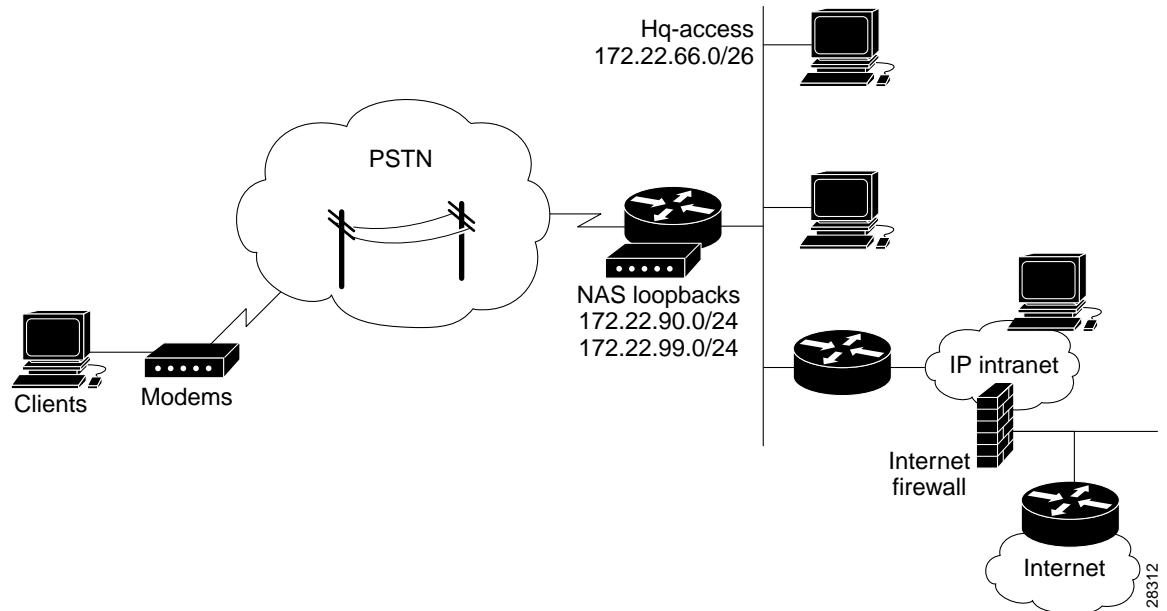 Hq-access
172.22.66.0/26
PSTN
NAS loopbacks
172.22.90.0/24
172.22.99.0/24
IP intranet
Clients
Modems
Internet
firewall
Internet
28312